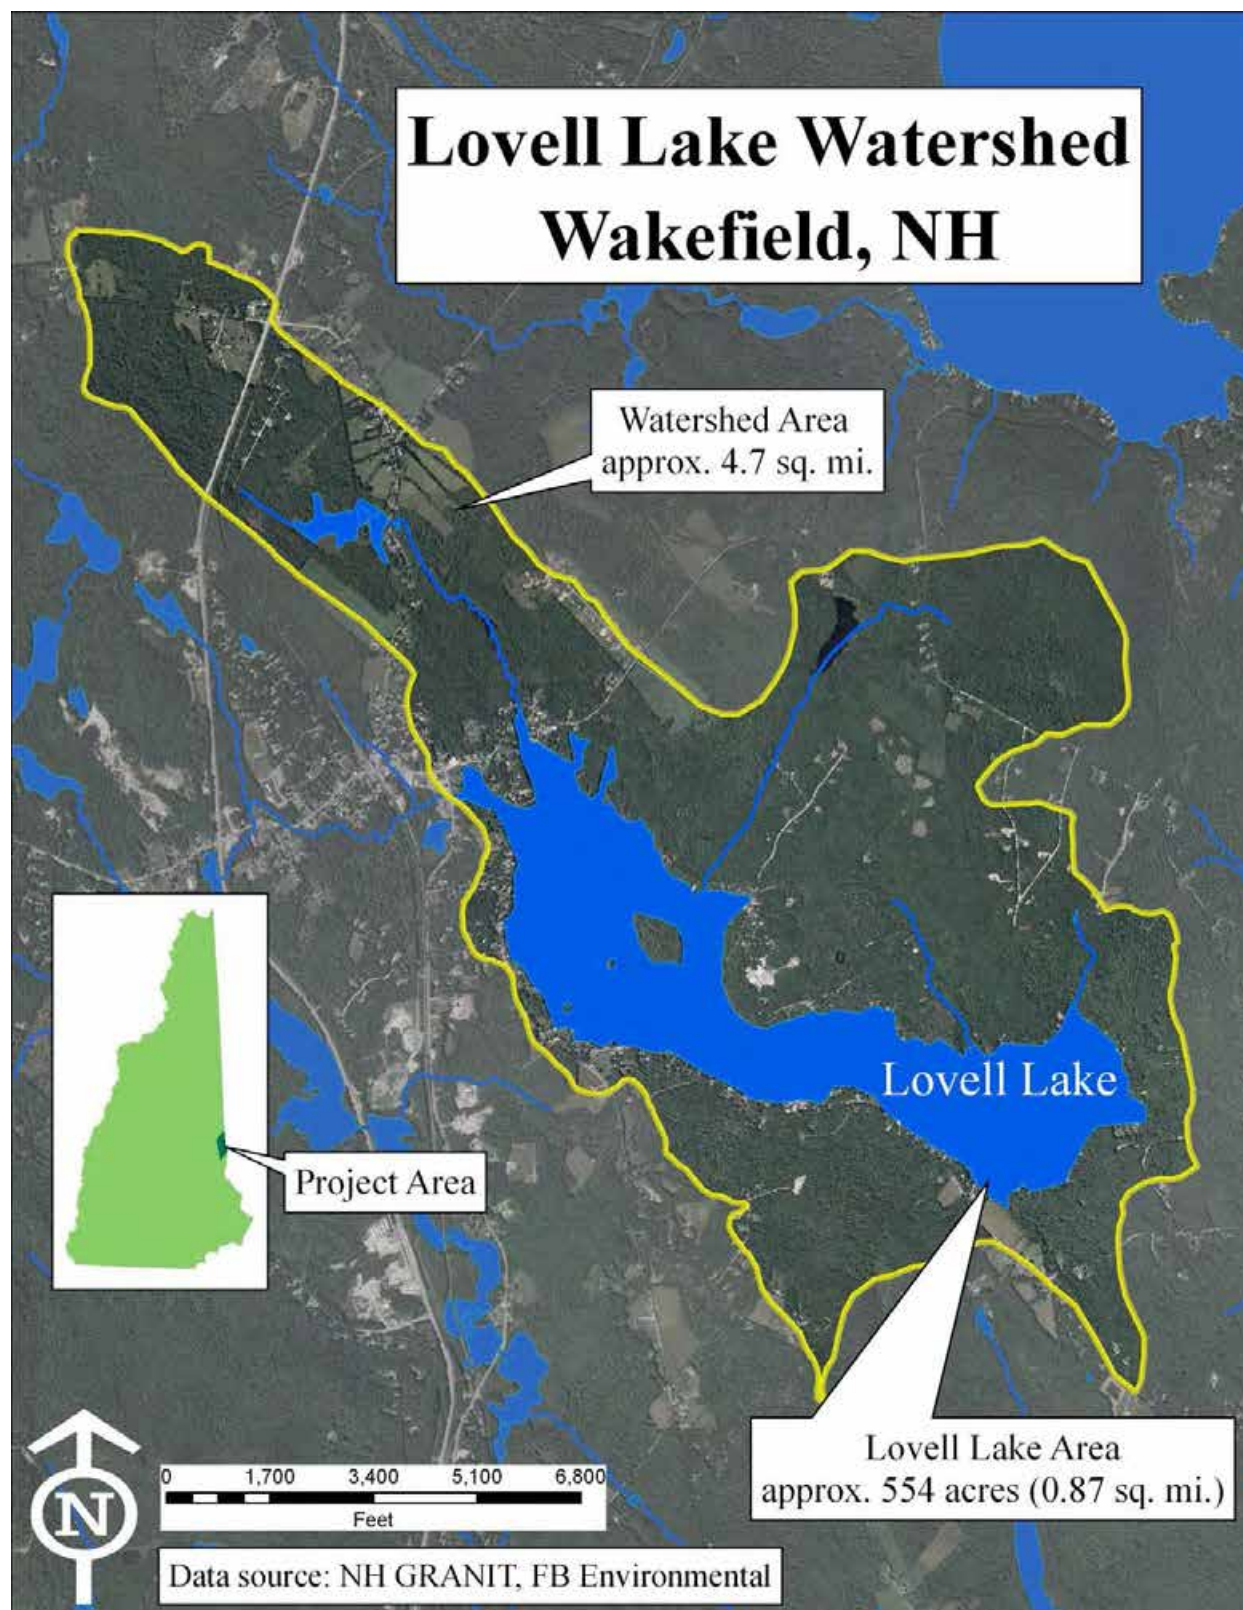 Lovell Lake Watershed
Wakefield, NH
Watershed Area
approx. 4.7 sq. mi.
Lovell Lake
Project Area
Lovell Lake Area
approx. 554 acres (0.87 sq. mi.)
N
0 1,700 3,400 5,100 6,800
Feet
Data source: NH GRANIT, FB Environmental